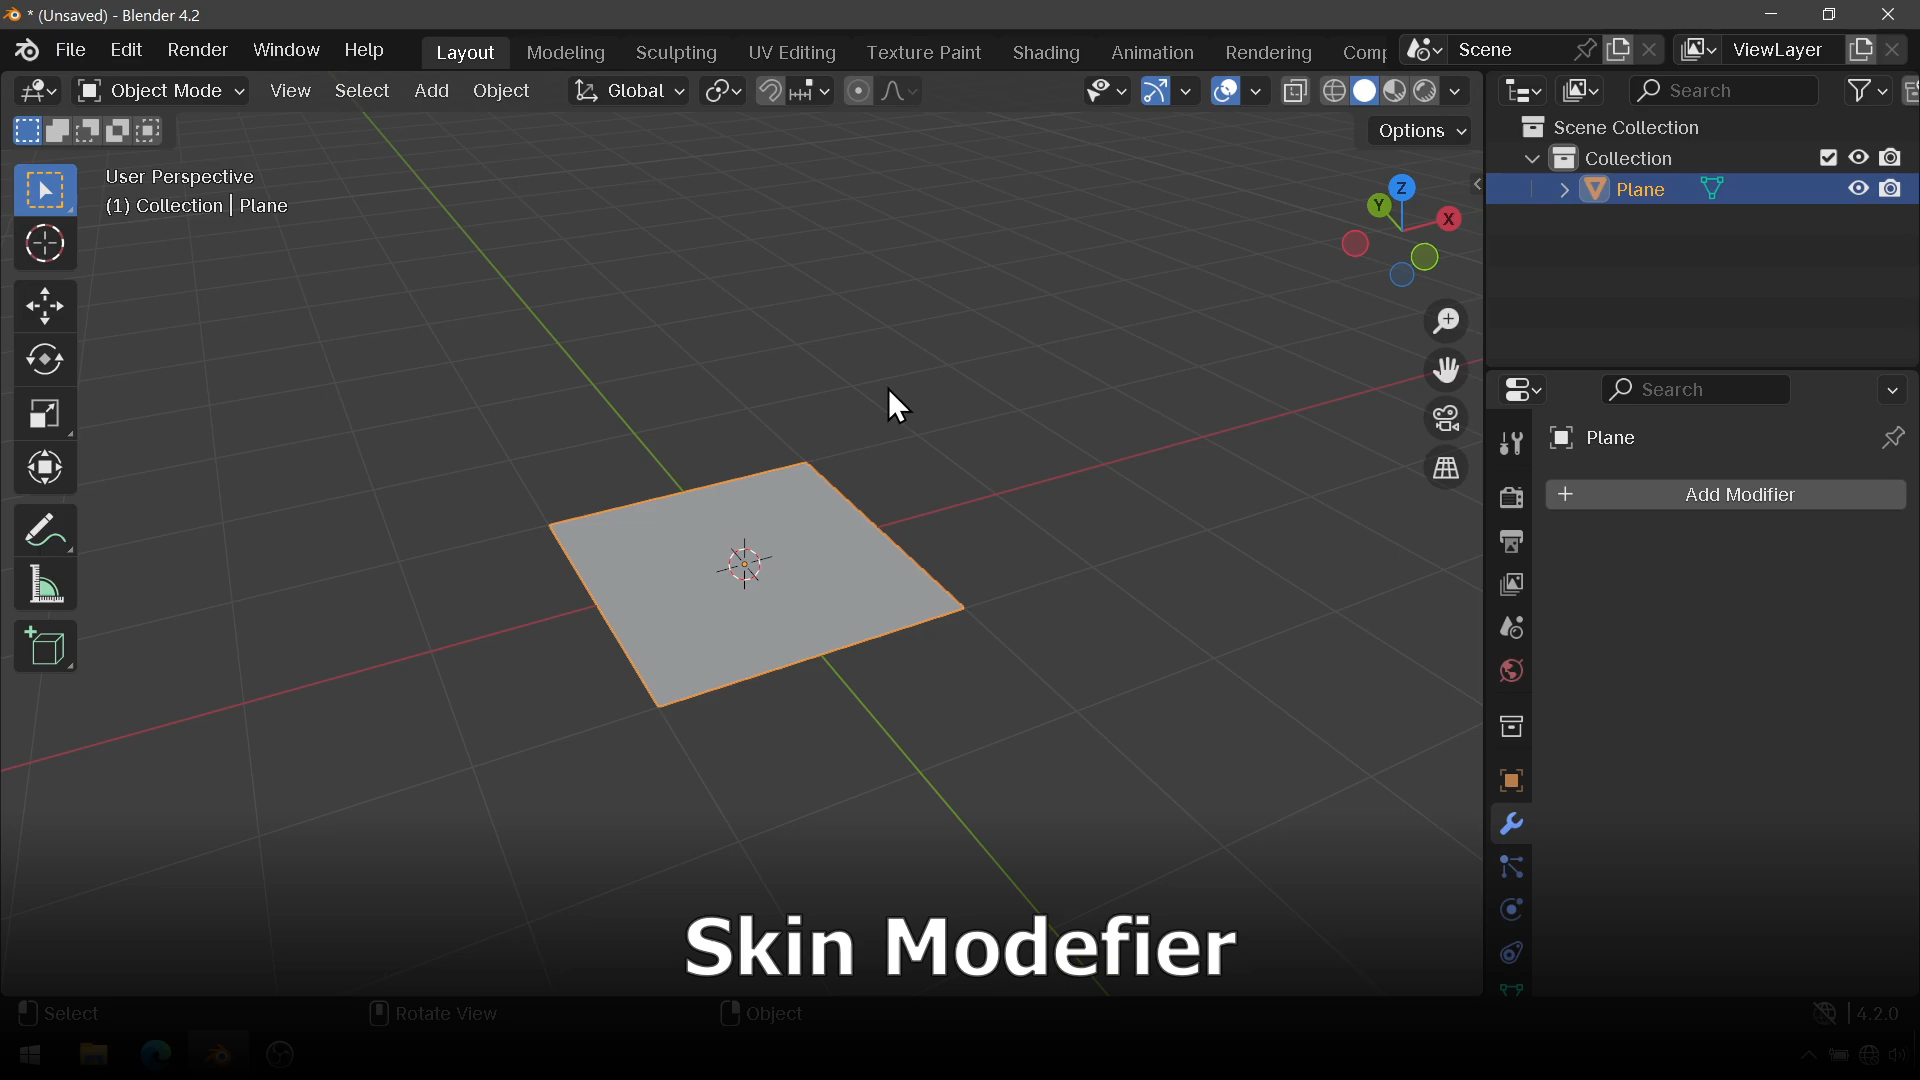 * (Unsaved) - Blender 4.2
File Edit Render Window Help Layout Modeling Sculpting UV Editing Texture Paint Shading Animation Rendering Comp Scene ViewLayer
Object Mode View Select Add Object Global Search
Options
Scene Collection
Collection
Plane
User Perspective
(1) Collection | Plane
Z
Y
X
Search
Plane
+ Add Modifier
Skin Modefier
Select Rotate View Object 4.2.0